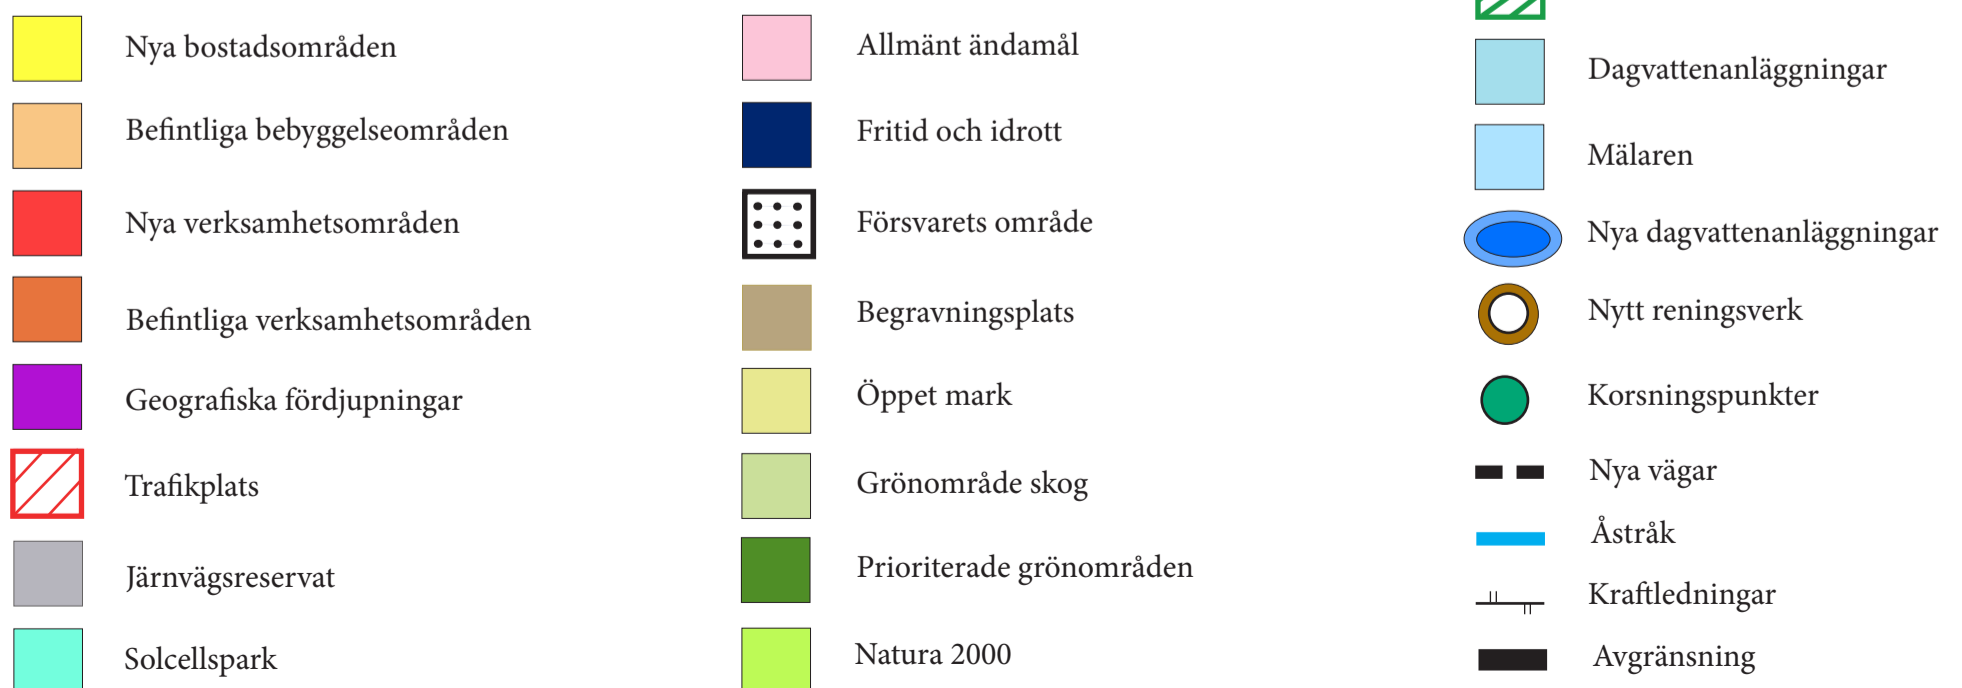 Nya bostadsområden
Befintliga bebyggelseområden
Nya verksamhetsområden
Befintliga verksamhetsområden
Geografiska fördjupningar
Trafikplats
Järnvägsreservat
Solcellspark
Allmänt ändamål
Fritid och idrott
Försvarets område
Begravningsplats
Öppet mark
Grönområde skog
Prioriterade grönområden
Natura 2000
Dagvattenanläggningar
Mälaren
Nya dagvattenanläggningar
Nytt reningsverk
Korsningspunkter
Nya vägar
Åstråk
Kraftledningar
Avgränsning